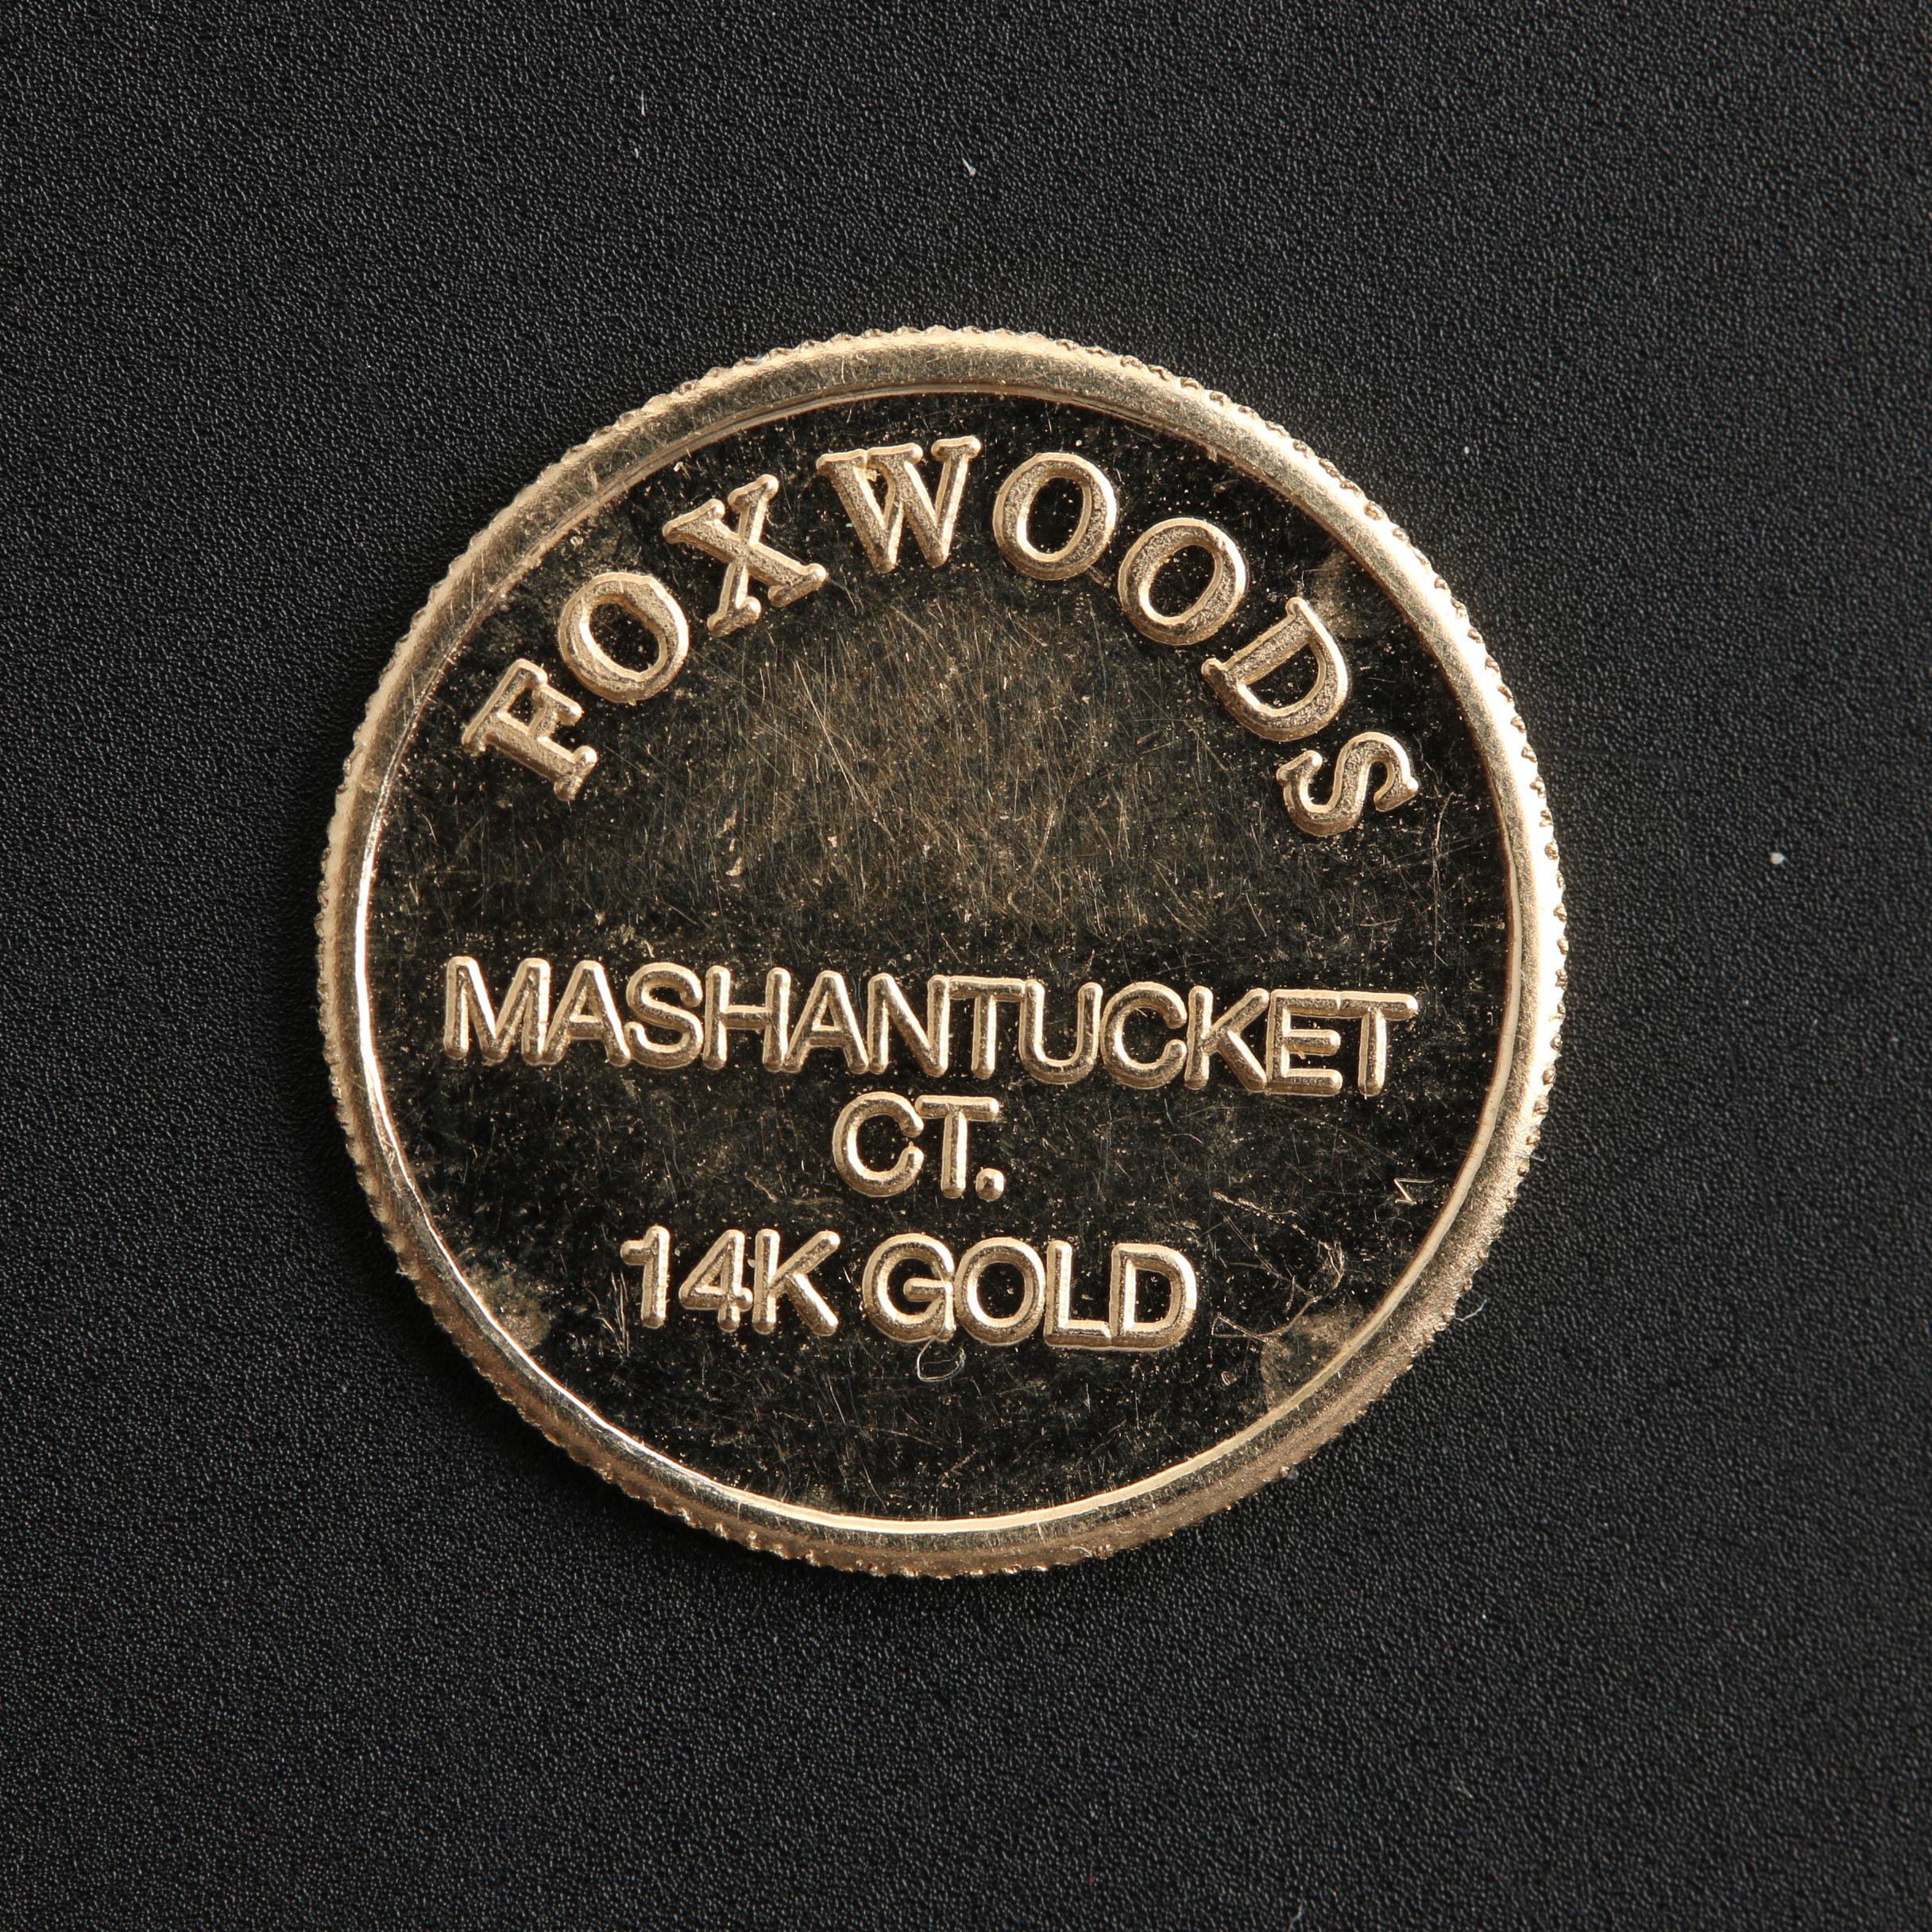 FOXWOODS
MASHANTUCKET
CT.
14K GOLD